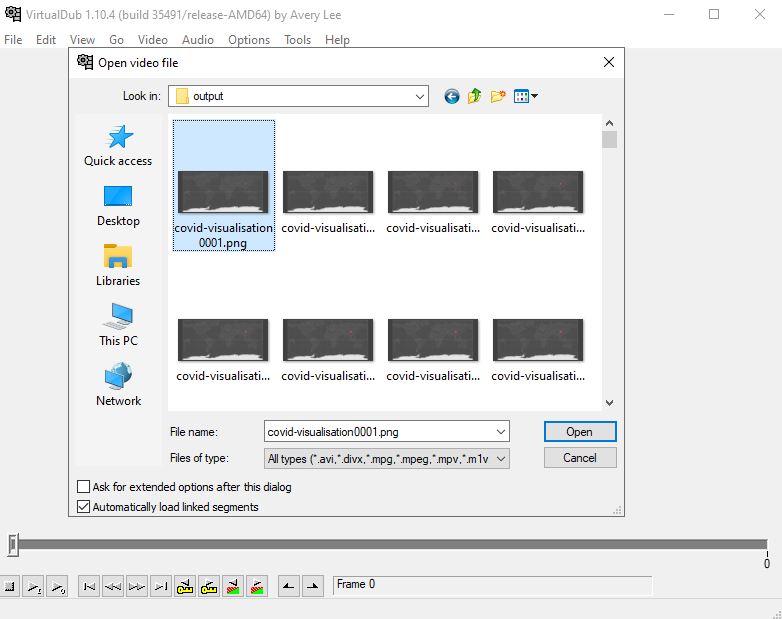 VirtualDub 1.10.4 (build 35491/release-AMD64) by Avery Lee
File Edit View Go Video Audio Options Tools Help
Open video file
Look in: output
Quick access
Desktop
Libraries
This PC
Network
covid-visualisation
0001.png
covid-visualisati... covid-visualisati... covid-visualisati...
covid-visualisati... covid-visualisati... covid-visualisati... covid-visualisati...
File name: covid-visualisation0001.png Open
Files of type: All types (*.avi,*.divx,*.mpg,*.mpeg,*.mpv,*.m1v Cancel
Ask for extended options after this dialog
Automatically load linked segments
0
Frame 0